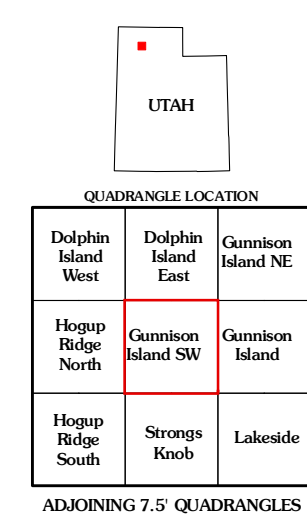 UTAH
QUADRANGLE LOCATION
Dolphin
Island
West
Dolphin
Island
East
Gunnison
Island NE
Hogup
Ridge
North
Gunnison
Island SW
Gunnison
Island
Hogup
Ridge
South
Strongs
Knob
Lakeside
ADJOINING 7.5' QUADRANGLES